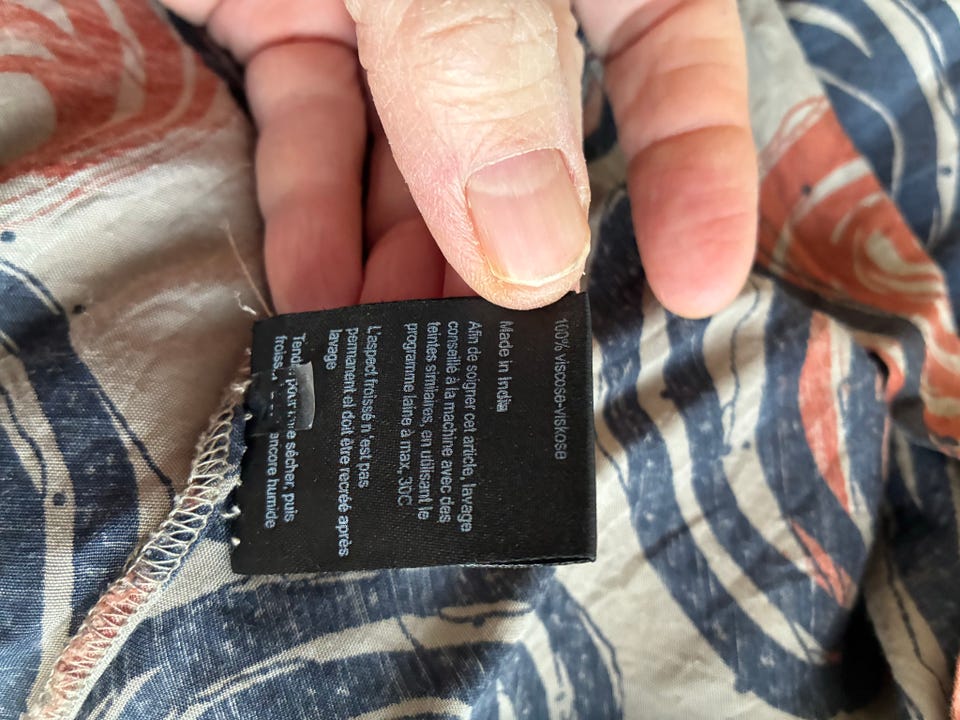 100% viscose-viskose
Made in India
Afin de soigner cet article, lavage
conseillé à la machine avec des
teintes similaires, en utilisant le
programme laine à max. 30C
L'aspect froissé n'est pas
permanent et doit être recréé après
lavage
sécher, puis
ancore humide